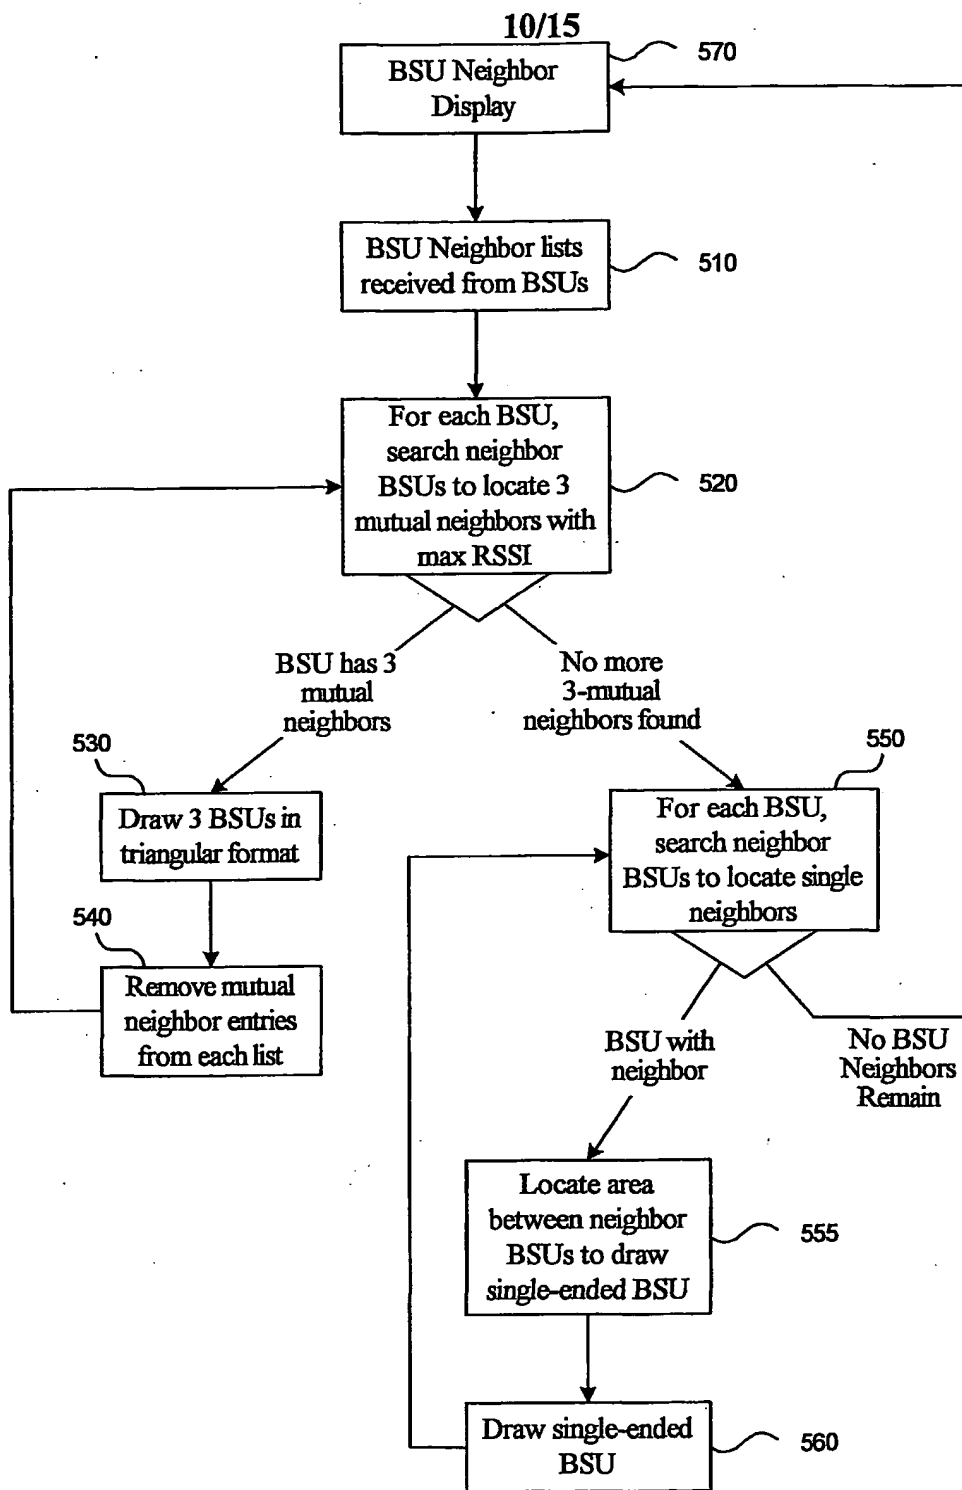 10/15
BSU Neighbor
Display
570
BSU Neighbor lists
received from BSUs
510
For each BSU,
search neighbor
BSUs to locate 3
mutual neighbors with
max RSSI
520
BSU has 3
mutual
neighbors
No more
3-mutual
neighbors found
530
Draw 3 BSUs in
triangular format
540
Remove mutual
neighbor entries
from each list
550
For each BSU,
search neighbor
BSUs to locate single
neighbors
BSU with
neighbor
No BSU
Neighbors
Remain
Locate area
between neighbor
BSUs to draw
single-ended BSU
555
Draw single-ended
BSU
560